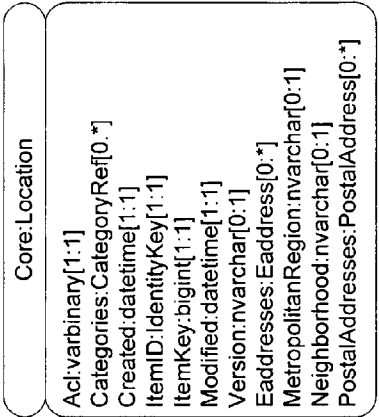 Core:Location
Acl:varbinary[1:1]
Categories:CategoryRef[0.*]
Created:datetime[1:1]
ItemID:IdentityKey[1:1]
ItemKey:bigint[1:1]
Modified:datetime[1:1]
Version:nvarchar[0:1]
Eaddresses:Eaddress[0:*]
MetropolitanRegion:nvarchar[0:1]
Neighborhood:nvarchar[0:1]
PostalAddresses:PostalAddress[0:*]